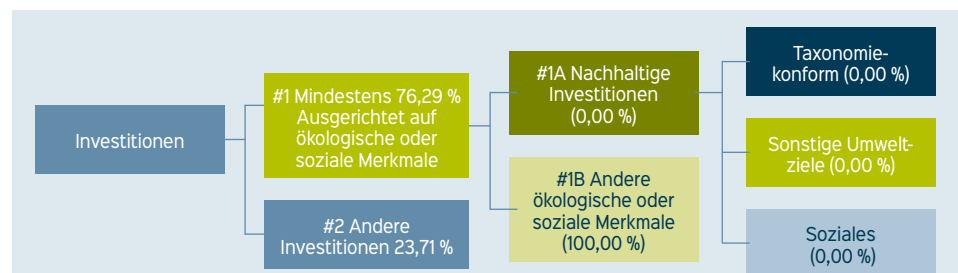 Investitionen
#1 Mindestens 76,29 %
Ausgerichtet auf
ökologische oder
soziale Merkmale
#2 Andere
Investitionen 23,71 %
#1A Nachhaltige
Investitionen
(0,00 %)
#1B Andere
ökologische oder
soziale Merkmale
(100,00 %)
Taxonomie-
konform (0,00 %)
Sonstige Umwelt-
ziele (0,00 %)
Soziales
(0,00 %)